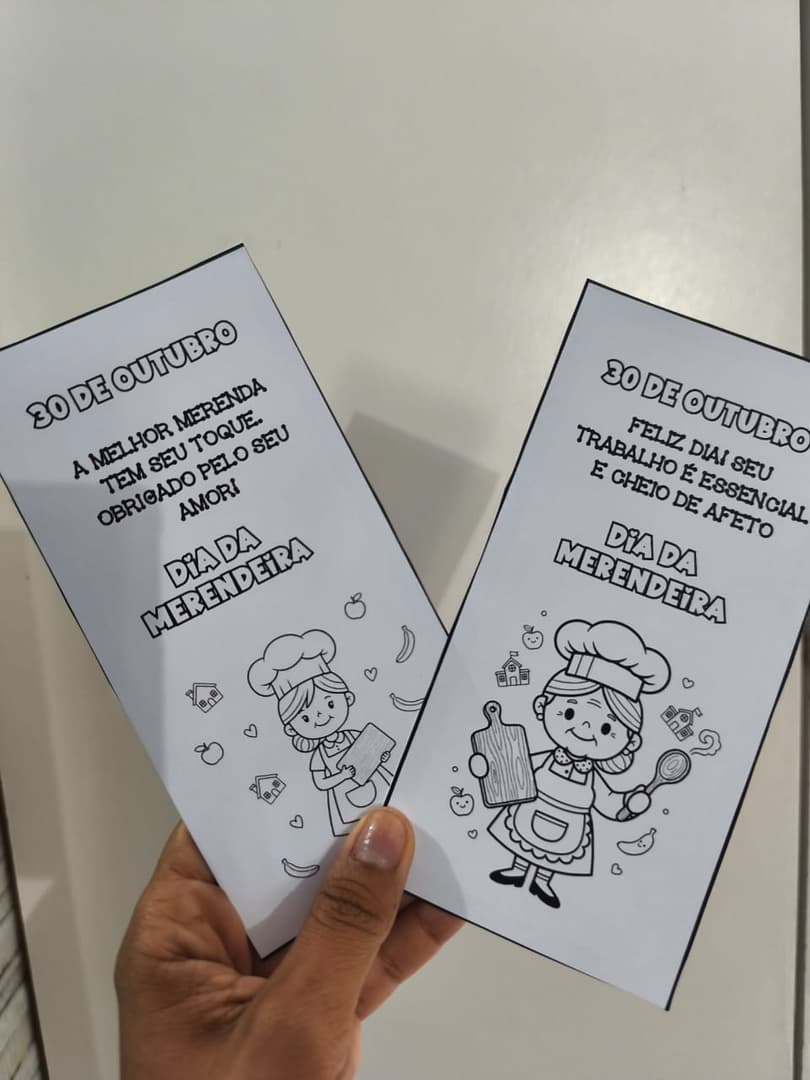 30 DE OUTUBRO
A MELHOR MERENDA
TEM SEU TOQUE.
OBRIGADO PELO SEU
AMOR!
DIA DA
MERENDEIRA
30 DE OUTUBRO
FELIZ DIA! SEU
TRABALHO É ESSENCIAL
E CHEIO DE AFETO
DIA DA
MERENDEIRA